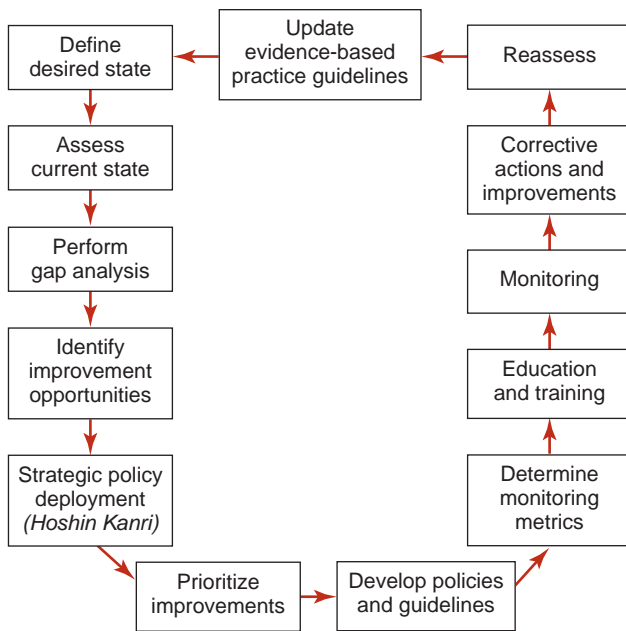 Define
desired state
Update
evidence-based
practice guidelines
Reassess
Assess
current state
Corrective
actions and
improvements
Perform
gap analysis
Monitoring
Identify
improvement
opportunities
Education
and training
Strategic policy
deployment
(Hoshin Kanri)
Determine
monitoring
metrics
Prioritize
improvements
Develop policies
and guidelines